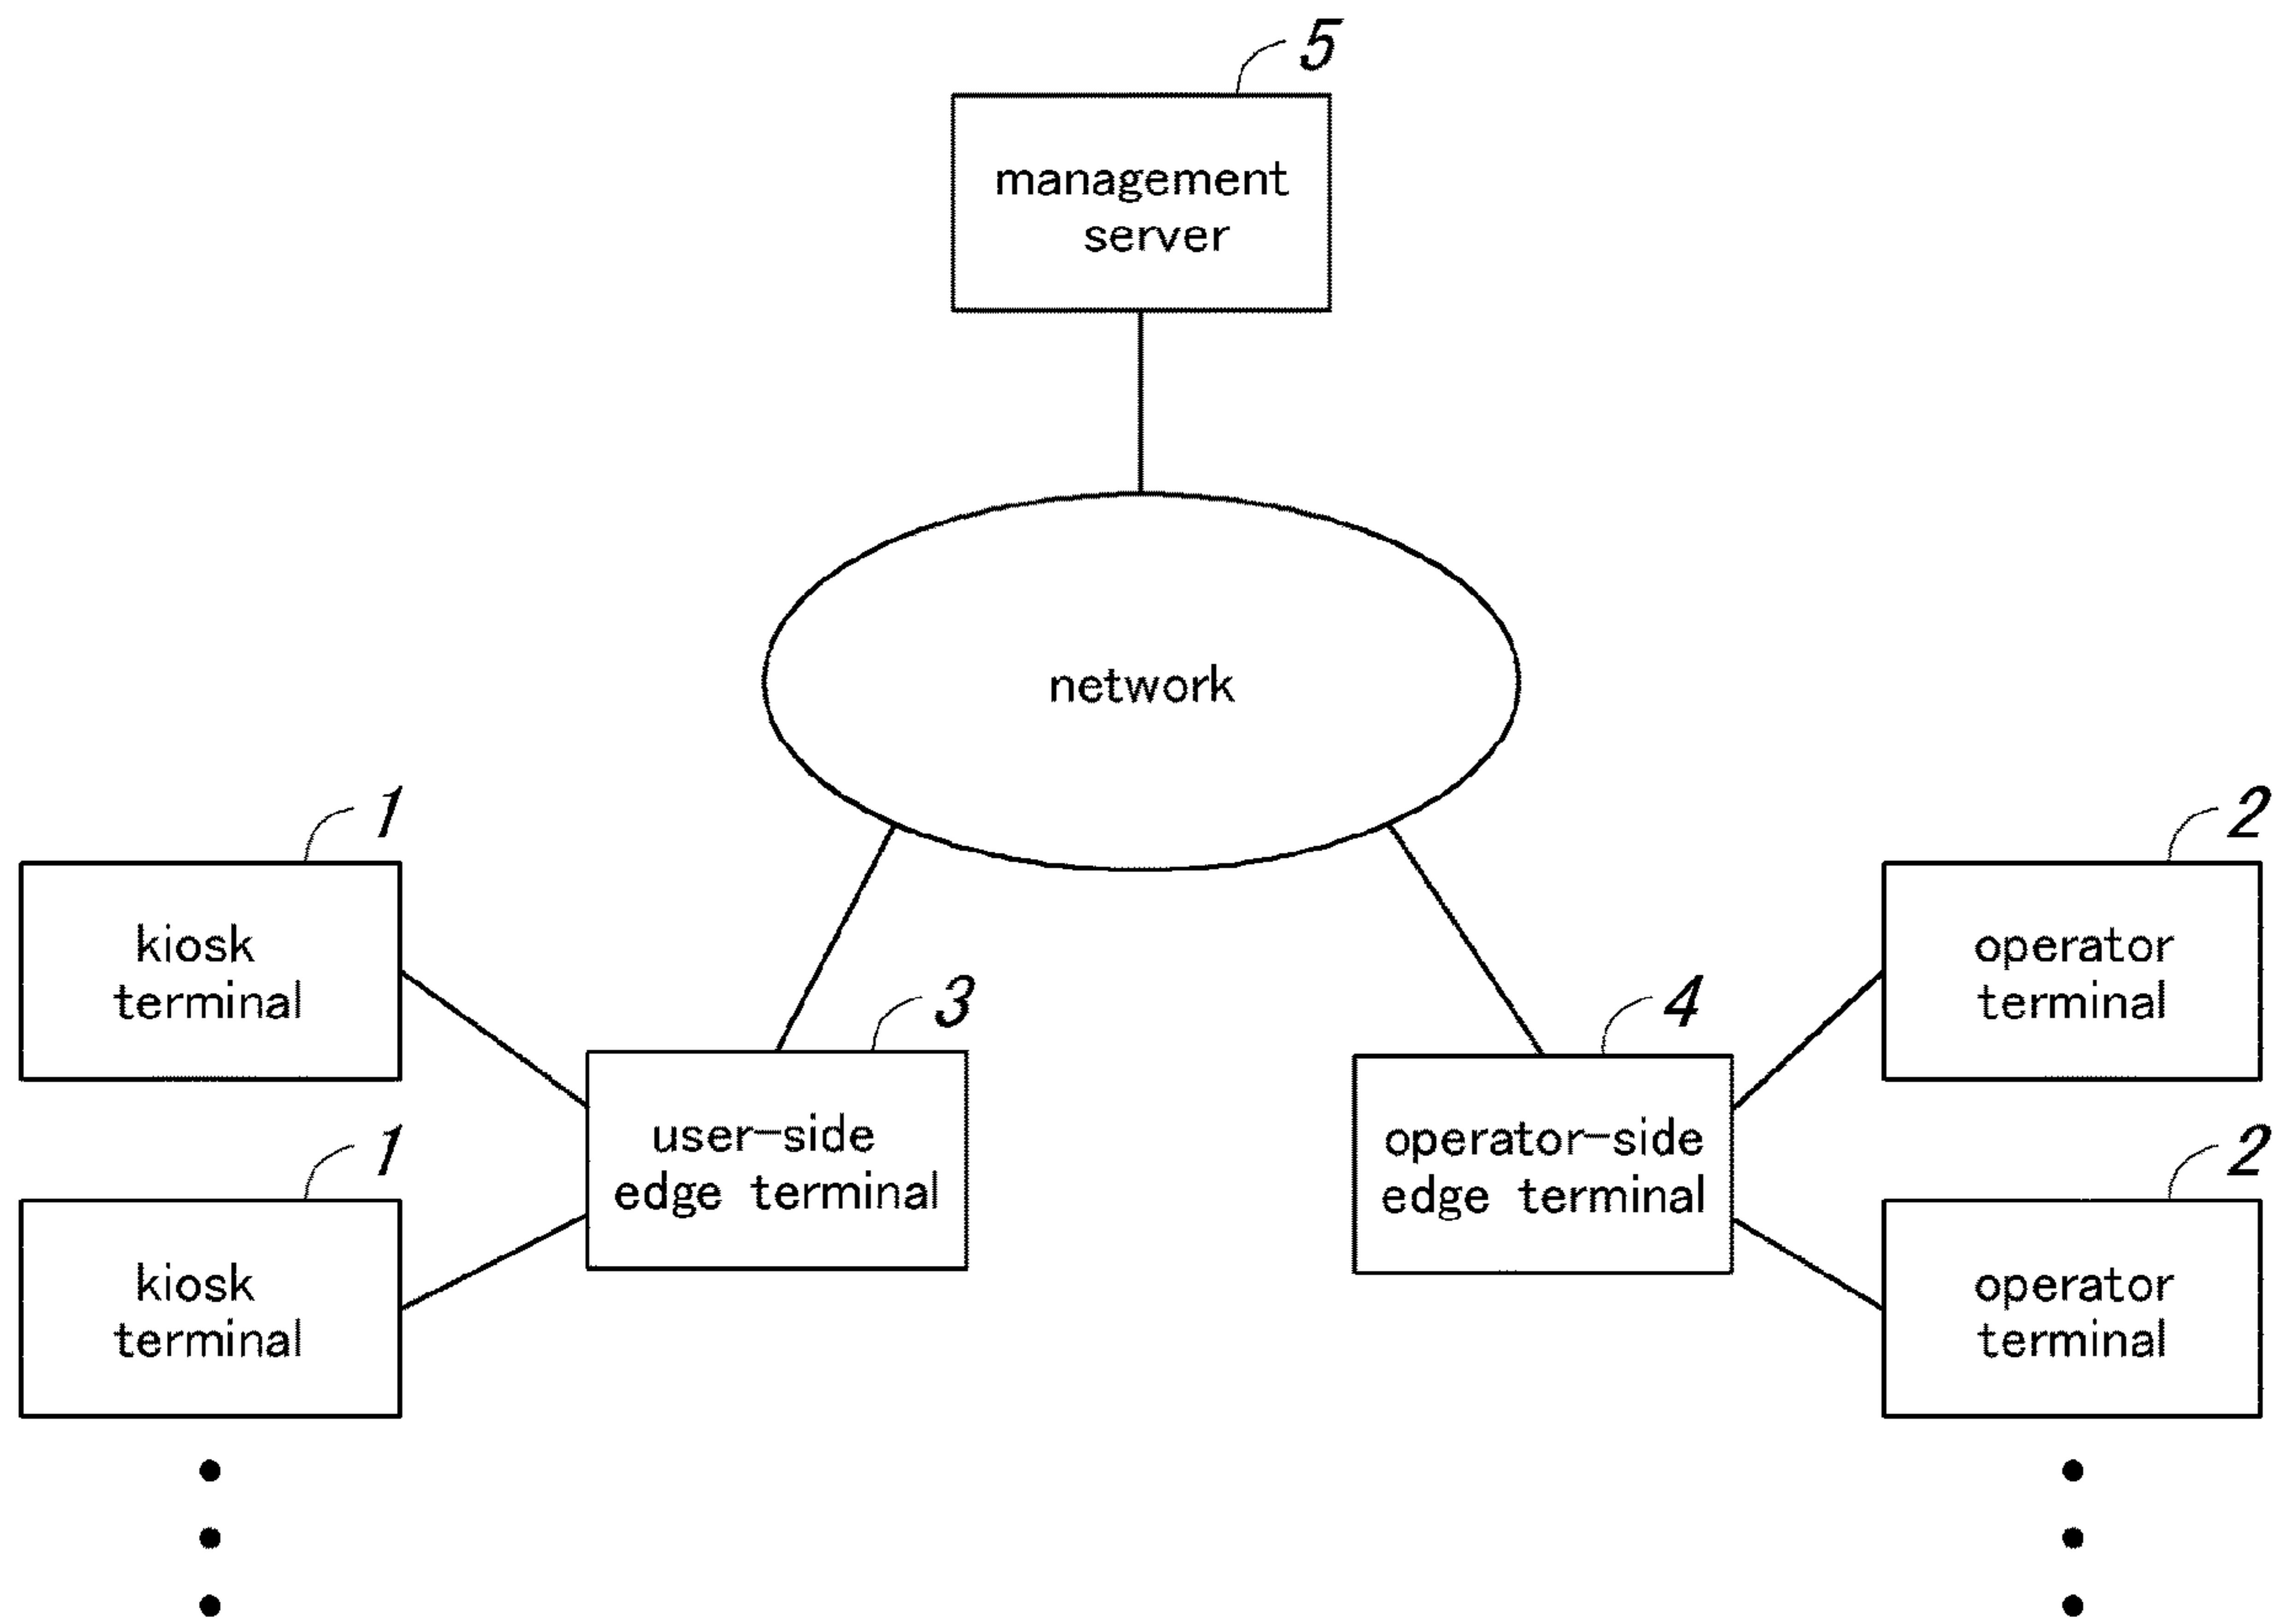 5
management
server
network
1
kiosk
terminal
2
operator
terminal
3
user-side
edge terminal
4
operator-side
edge terminal
1
kiosk
terminal
2
operator
terminal